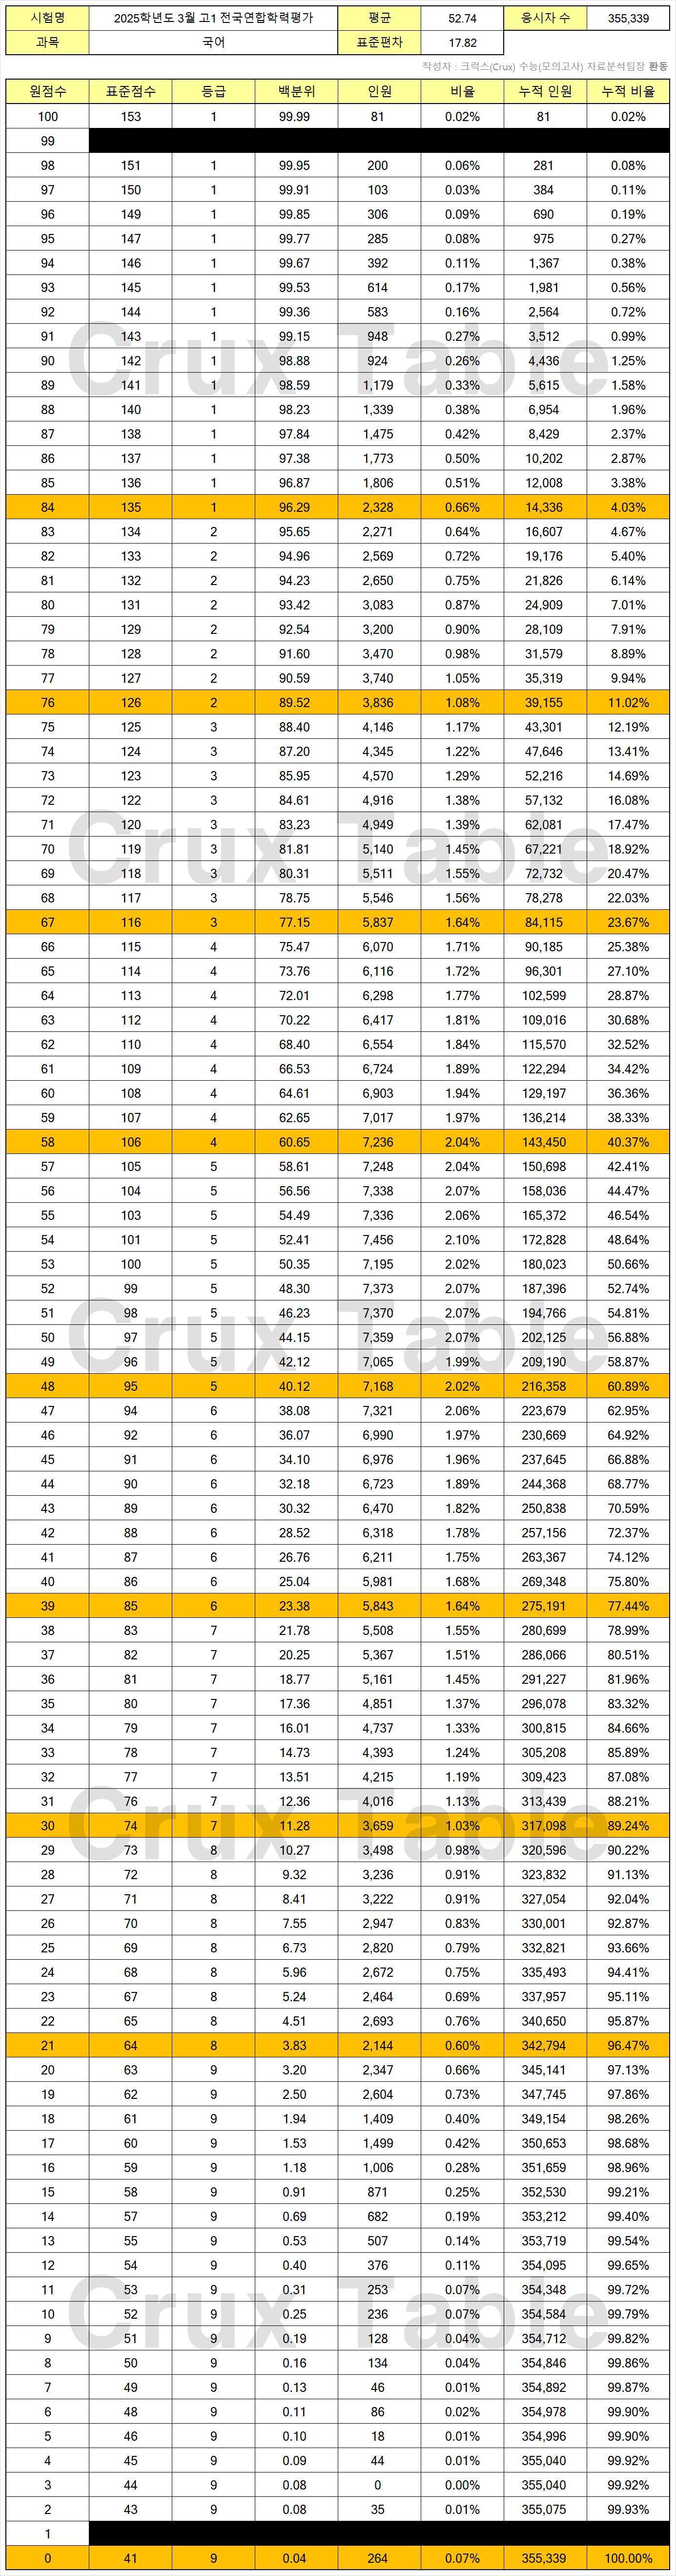 시험명 2025학년도 3월 고1 전국연합학력평가 평균 52.74 응시자 수 355,339
과목 국어 표준편차 17.82
작성자 : 크럭스(Crux) 수능(모의고사) 자료분석팀장 환동
원점수 표준점수 등급 백분위 인원 비율 누적 인원 누적 비율
100 153 1 99.99 81 0.02% 81 0.02%
99
98 151 1 99.95 200 0.06% 281 0.08%
97 150 1 99.91 103 0.03% 384 0.11%
96 149 1 99.85 306 0.09% 690 0.19%
95 147 1 99.77 285 0.08% 975 0.27%
94 146 1 99.67 392 0.11% 1,367 0.38%
93 145 1 99.53 614 0.17% 1,981 0.56%
92 144 1 99.36 583 0.16% 2,564 0.72%
91 143 1 99.15 948 0.27% 3,512 0.99%
Crux Table
90 142 1 98.88 924 0.26% 4,436 1.25%
89 141 1 98.59 1,179 0.33% 5,615 1.58%
88 140 1 98.23 1,339 0.38% 6,954 1.96%
87 138 1 97.84 1,475 0.42% 8,429 2.37%
86 137 1 97.38 1,773 0.50% 10,202 2.87%
85 136 1 96.87 1,806 0.51% 12,008 3.38%
84 135 1 96.29 2,328 0.66% 14,336 4.03%
83 134 2 95.65 2,271 0.64% 16,607 4.67%
82 133 2 94.96 2,569 0.72% 19,176 5.40%
81 132 2 94.23 2,650 0.75% 21,826 6.14%
80 131 2 93.42 3,083 0.87% 24,909 7.01%
79 129 2 92.54 3,200 0.90% 28,109 7.91%
78 128 2 91.60 3,470 0.98% 31,579 8.89%
77 127 2 90.59 3,740 1.05% 35,319 9.94%
76 126 2 89.52 3,836 1.08% 39,155 11.02%
75 125 3 88.40 4,146 1.17% 43,301 12.19%
74 124 3 87.20 4,345 1.22% 47,646 13.41%
73 123 3 85.95 4,570 1.29% 52,216 14.69%
72 122 3 84.61 4,916 1.38% 57,132 16.08%
71 120 3 83.23 4,949 1.39% 62,081 17.47%
Crux Table
70 119 3 81.81 5,140 1.45% 67,221 18.92%
69 118 3 80.31 5,511 1.55% 72,732 20.47%
68 117 3 78.75 5,546 1.56% 78,278 22.03%
67 116 3 77.15 5,837 1.64% 84,115 23.67%
66 115 4 75.47 6,070 1.71% 90,185 25.38%
65 114 4 73.76 6,116 1.72% 96,301 27.10%
64 113 4 72.01 6,298 1.77% 102,599 28.87%
63 112 4 70.22 6,417 1.81% 109,016 30.68%
62 110 4 68.40 6,554 1.84% 115,570 32.52%
61 109 4 66.53 6,724 1.89% 122,294 34.42%
60 108 4 64.61 6,903 1.94% 129,197 36.36%
59 107 4 62.65 7,017 1.97% 136,214 38.33%
58 106 4 60.65 7,236 2.04% 143,450 40.37%
57 105 5 58.61 7,248 2.04% 150,698 42.41%
56 104 5 56.56 7,338 2.07% 158,036 44.47%
55 103 5 54.49 7,336 2.06% 165,372 46.54%
54 101 5 52.41 7,456 2.10% 172,828 48.64%
53 100 5 50.35 7,195 2.02% 180,023 50.66%
52 99 5 48.30 7,373 2.07% 187,396 52.74%
51 98 5 46.23 7,370 2.07% 194,766 54.81%
Crux Table
50 97 5 44.15 7,359 2.07% 202,125 56.88%
49 96 5 42.12 7,065 1.99% 209,190 58.87%
48 95 5 40.12 7,168 2.02% 216,358 60.89%
47 94 6 38.08 7,321 2.06% 223,679 62.95%
46 92 6 36.07 6,990 1.97% 230,669 64.92%
45 91 6 34.10 6,976 1.96% 237,645 66.88%
44 90 6 32.18 6,723 1.89% 244,368 68.77%
43 89 6 30.32 6,470 1.82% 250,838 70.59%
42 88 6 28.52 6,318 1.78% 257,156 72.37%
41 87 6 26.76 6,211 1.75% 263,367 74.12%
40 86 6 25.04 5,981 1.68% 269,348 75.80%
39 85 6 23.38 5,843 1.64% 275,191 77.44%
38 83 7 21.78 5,508 1.55% 280,699 78.99%
37 82 7 20.25 5,367 1.51% 286,066 80.51%
36 81 7 18.77 5,161 1.45% 291,227 81.96%
35 80 7 17.36 4,851 1.37% 296,078 83.32%
34 79 7 16.01 4,737 1.33% 300,815 84.66%
33 78 7 14.73 4,393 1.24% 305,208 85.89%
32 77 7 13.51 4,215 1.19% 309,423 87.08%
31 76 7 12.36 4,016 1.13% 313,439 88.21%
Crux Table
30 74 7 11.28 3,659 1.03% 317,098 89.24%
29 73 8 10.27 3,498 0.98% 320,596 90.22%
28 72 8 9.32 3,236 0.91% 323,832 91.13%
27 71 8 8.41 3,222 0.91% 327,054 92.04%
26 70 8 7.55 2,947 0.83% 330,001 92.87%
25 69 8 6.73 2,820 0.79% 332,821 93.66%
24 68 8 5.96 2,672 0.75% 335,493 94.41%
23 67 8 5.24 2,464 0.69% 337,957 95.11%
22 65 8 4.51 2,693 0.76% 340,650 95.87%
21 64 8 3.83 2,144 0.60% 342,794 96.47%
20 63 9 3.20 2,347 0.66% 345,141 97.13%
19 62 9 2.50 2,604 0.73% 347,745 97.86%
18 61 9 1.94 1,409 0.40% 349,154 98.26%
17 60 9 1.53 1,499 0.42% 350,653 98.68%
16 59 9 1.18 1,006 0.28% 351,659 98.96%
15 58 9 0.91 871 0.25% 352,530 99.21%
14 57 9 0.69 682 0.19% 353,212 99.40%
13 55 9 0.53 507 0.14% 353,719 99.54%
12 54 9 0.40 376 0.11% 354,095 99.65%
11 53 9 0.31 253 0.07% 354,348 99.72%
Crux Table
10 52 9 0.25 236 0.07% 354,584 99.79%
9 51 9 0.19 128 0.04% 354,712 99.82%
8 50 9 0.16 134 0.04% 354,846 99.86%
7 49 9 0.13 46 0.01% 354,892 99.87%
6 48 9 0.11 86 0.02% 354,978 99.90%
5 46 9 0.10 18 0.01% 354,996 99.90%
4 45 9 0.09 44 0.01% 355,040 99.92%
3 44 9 0.08 0 0.00% 355,040 99.92%
2 43 9 0.08 35 0.01% 355,075 99.93%
1
0 41 9 0.04 264 0.07% 355,339 100.00%